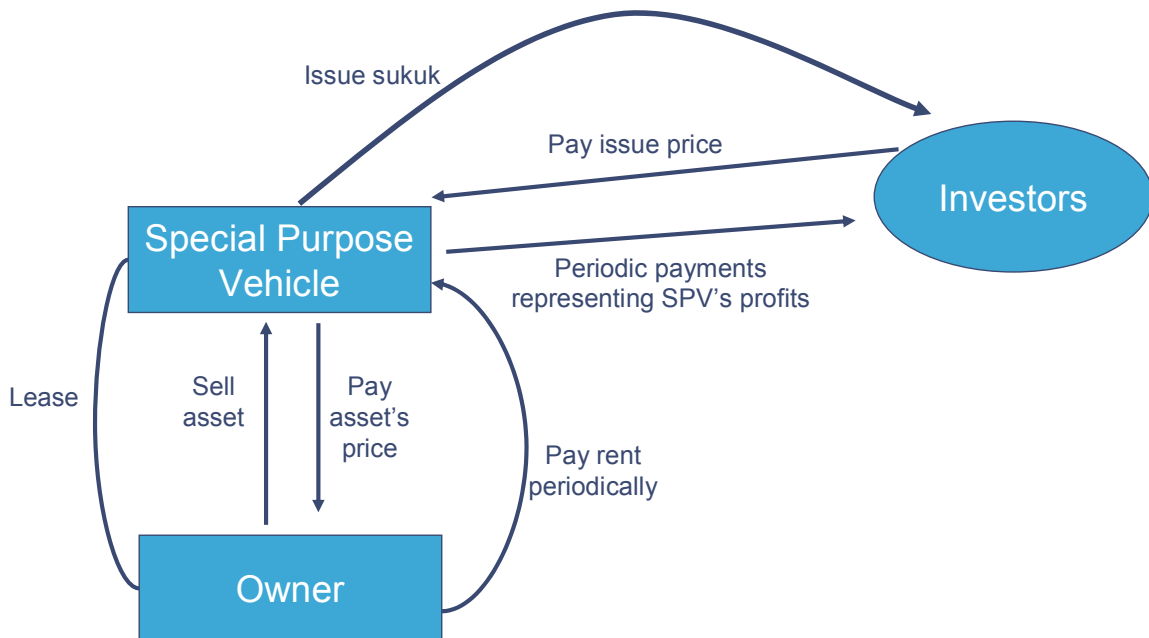 Issue sukuk
Pay issue price
Investors
Special Purpose
Vehicle
Periodic payments
representing SPV's profits
Lease
Sell
asset
Pay
asset's
price
Pay rent
periodically
Owner